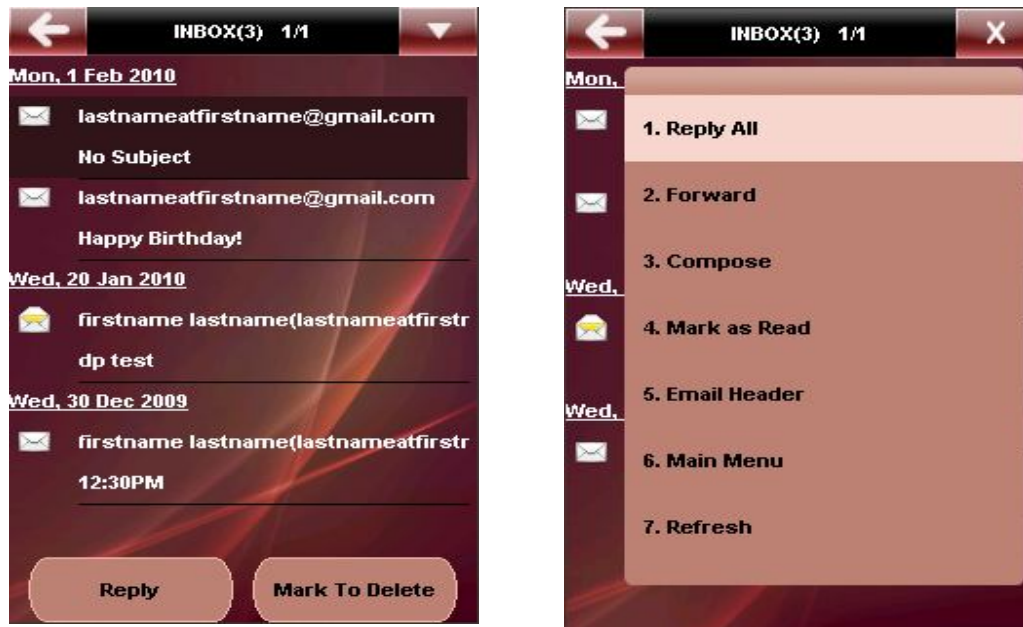 INBOX(3) 1/1
Mon, 1 Feb 2010
lastnameatfirstname@gmail.com
No Subject
lastnameatfirstname@gmail.com
Happy Birthday!
Wed, 20 Jan 2010
firstname lastname(lastnameatfirstr
dp test
Wed, 30 Dec 2009
firstname lastname(lastnameatfirstr
12:30PM
Reply
Mark To Delete
INBOX(3) 1/1
X
Mon,
1. Reply All
2. Forward
3. Compose
Wed,
4. Mark as Read
5. Email Header
Wed,
6. Main Menu
7. Refresh